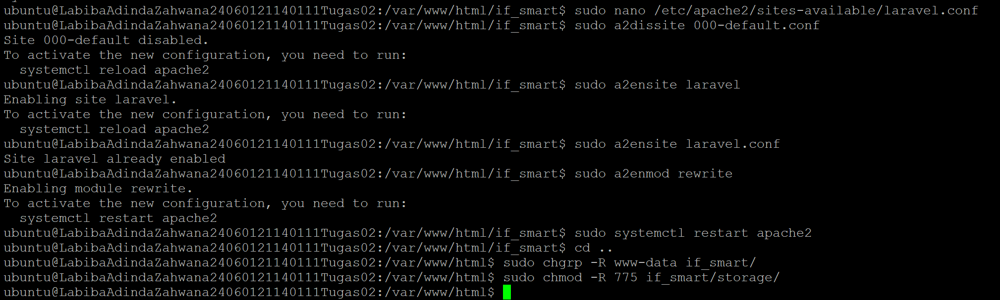 ubuntu@LabibaAdindaZahwana24060121140111Tugas02:/var/www/html/if_smart$ sudo nano /etc/apache2/sites-available/laravel.conf
ubuntu@LabibaAdindaZahwana24060121140111Tugas02:/var/www/html/if_smart$ sudo a2dissite 000-default.conf
Site 000-default disabled.
To activate the new configuration, you need to run:
  systemctl reload apache2
ubuntu@LabibaAdindaZahwana24060121140111Tugas02:/var/www/html/if_smart$ sudo a2ensite laravel
Enabling site laravel.
To activate the new configuration, you need to run:
  systemctl reload apache2
ubuntu@LabibaAdindaZahwana24060121140111Tugas02:/var/www/html/if_smart$ sudo a2ensite laravel.conf
Site laravel already enabled
ubuntu@LabibaAdindaZahwana24060121140111Tugas02:/var/www/html/if_smart$ sudo a2enmod rewrite
Enabling module rewrite.
To activate the new configuration, you need to run:
  systemctl restart apache2
ubuntu@LabibaAdindaZahwana24060121140111Tugas02:/var/www/html/if_smart$ sudo systemctl restart apache2
ubuntu@LabibaAdindaZahwana24060121140111Tugas02:/var/www/html/if_smart$ cd ..
ubuntu@LabibaAdindaZahwana24060121140111Tugas02:/var/www/html$ sudo chgrp -R www-data if_smart/
ubuntu@LabibaAdindaZahwana24060121140111Tugas02:/var/www/html$ sudo chmod -R 775 if_smart/storage/
ubuntu@LabibaAdindaZahwana24060121140111Tugas02:/var/www/html$